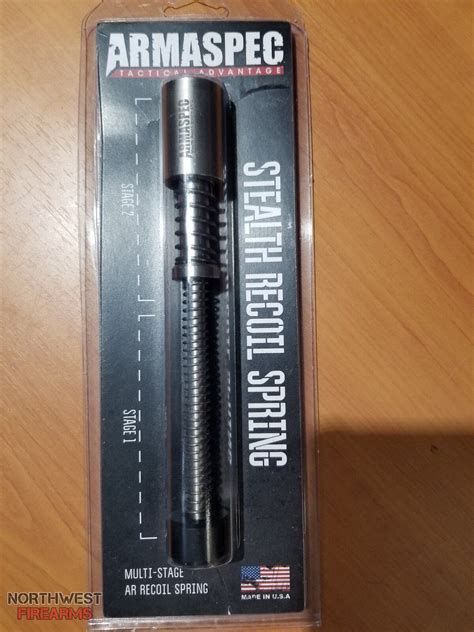 ARMASPEC
TACTICAL ADVANTAGE
ARMASPEC
STEALTH RECOIL SPRING
STAGE 2
STAGE 1
MULTI-STAGE
AR RECOIL SPRING
MADE IN U.S.A
NORTHWEST
FIREARMS